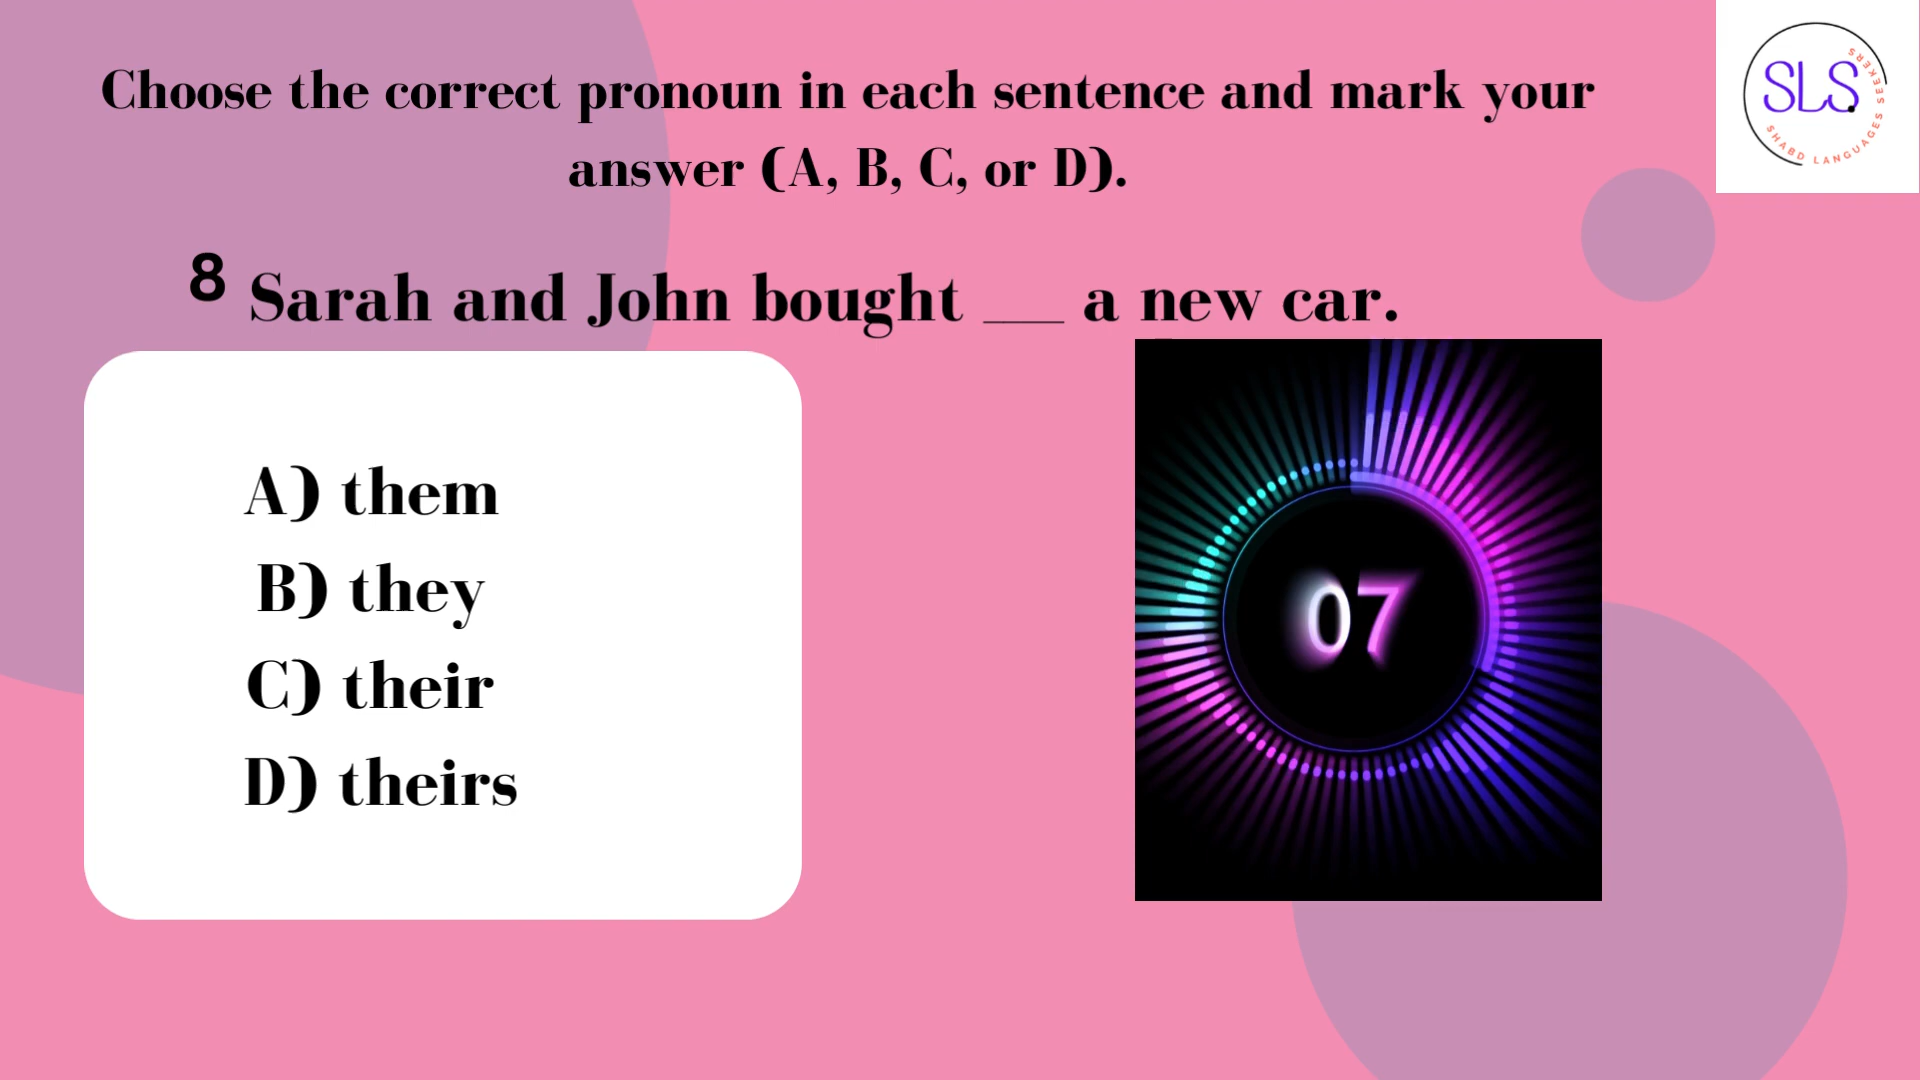 Choose the correct pronoun in each sentence and mark your
answer (A, B, C, or D).
SLS.
SHABD LANGUAGES SEEKERS
8 Sarah and John bought ___ a new car.
A) them
B) they
C) their
D) theirs
07